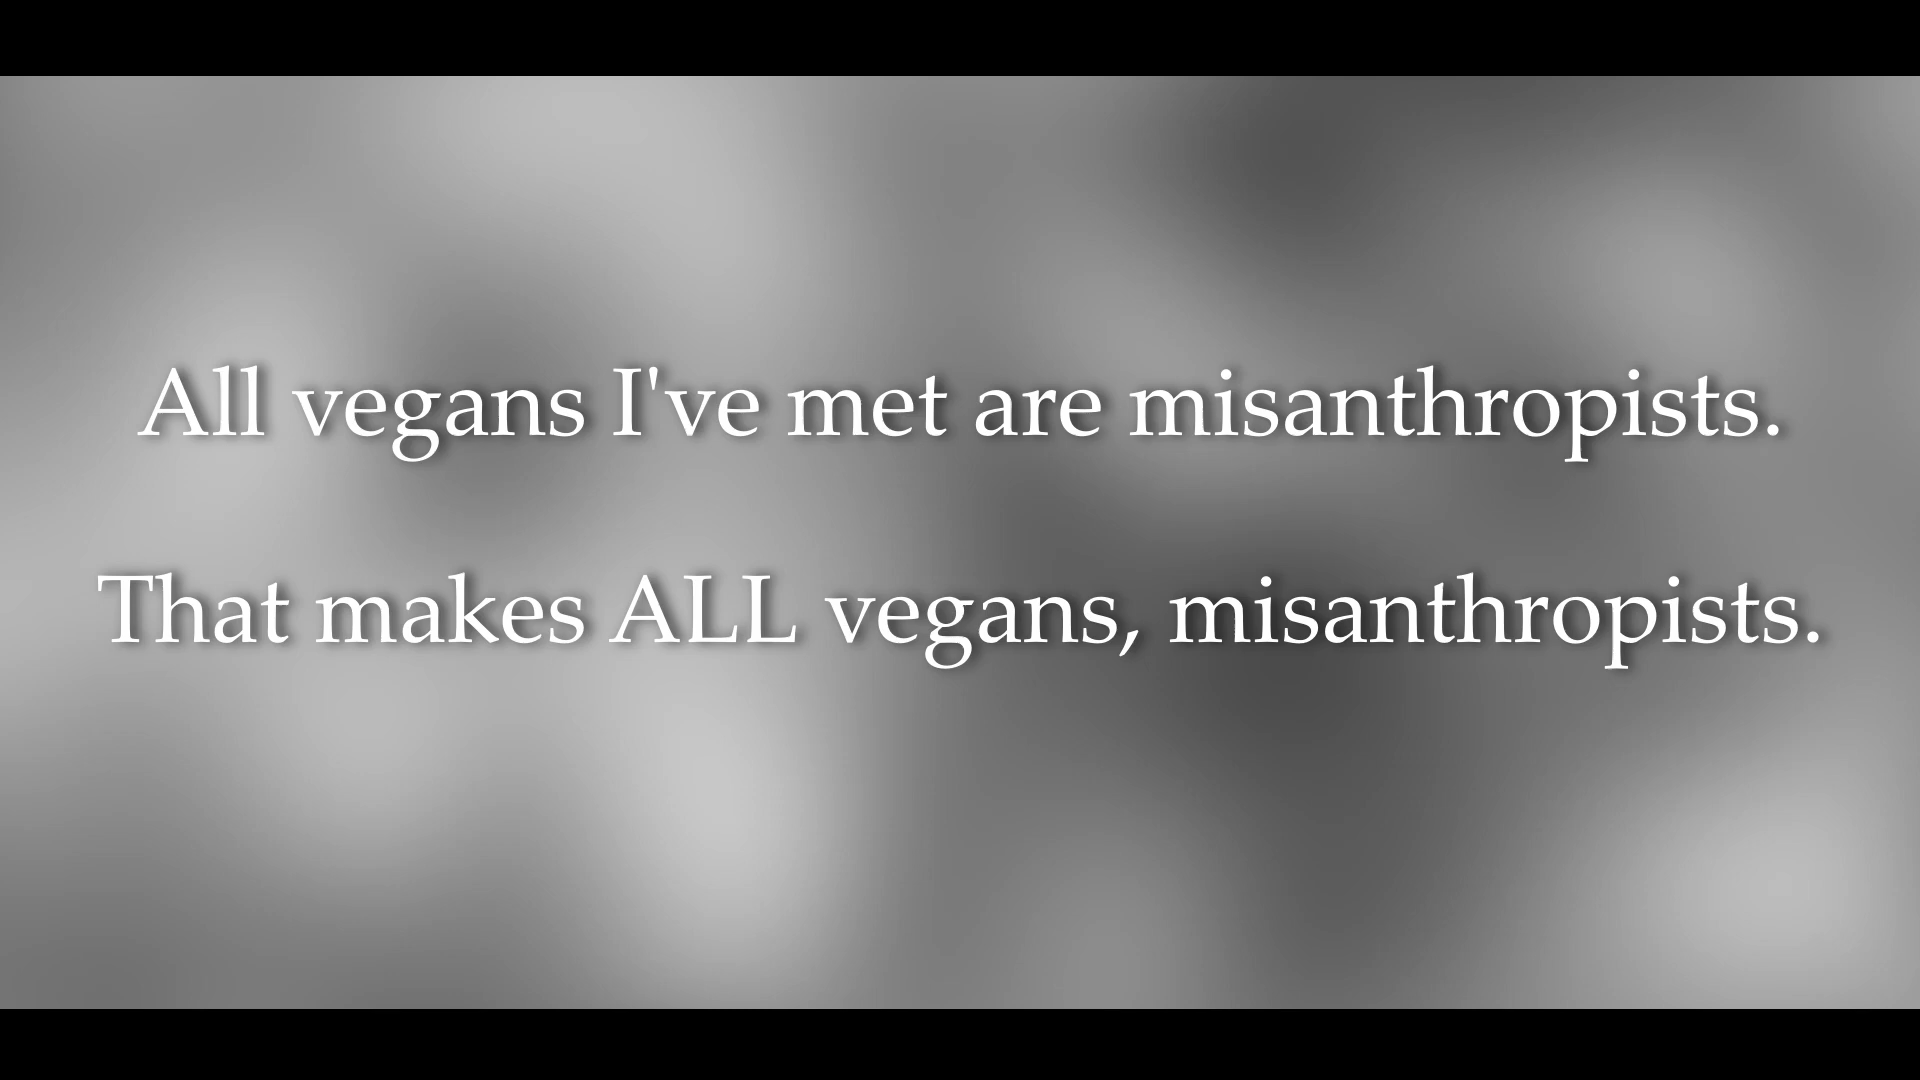 All vegans I've met are misanthropists.
That makes ALL vegans, misanthropists.